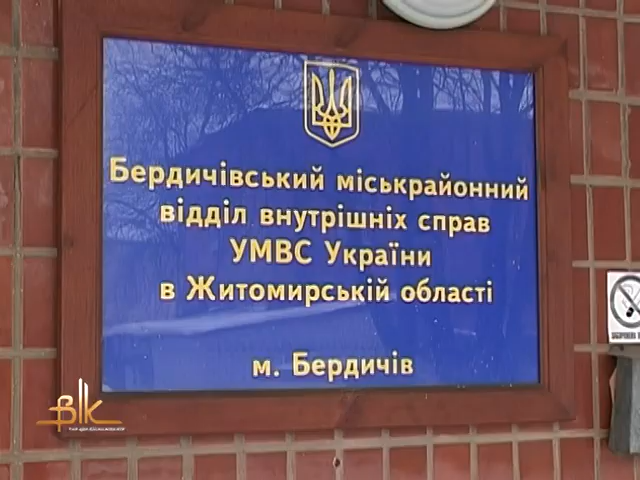 Бердичівський міськрайонний
відділ внутрішніх справ
УМВС України
в Житомирській області
м. Бердичів
ВІК